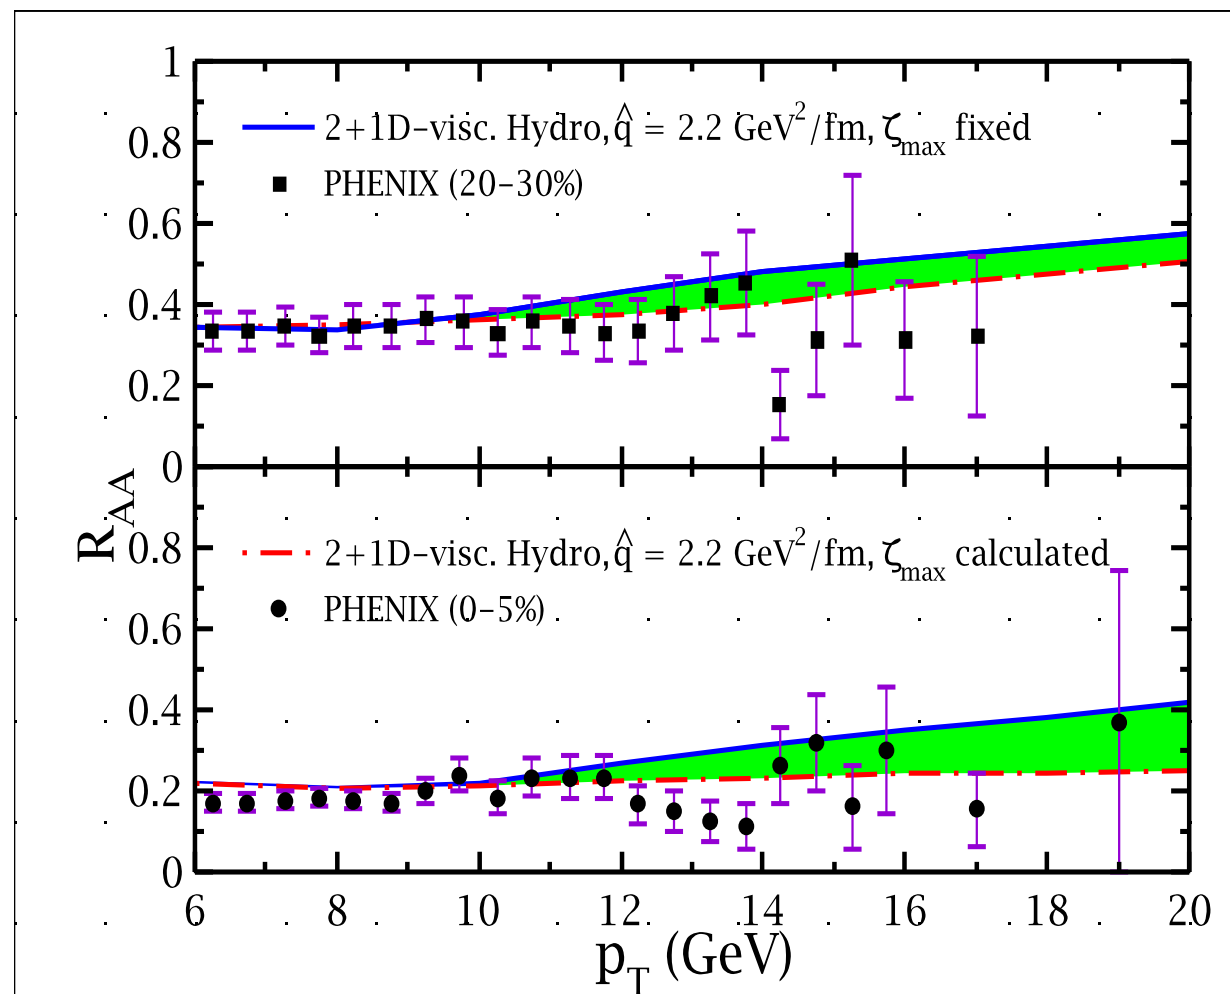 1
2+1D-visc. Hydro, q̂ = 2.2 GeV²/fm, ζmax fixed
0.8
PHENIX (20-30%)
0.6
0.4
0.2
0
RAA
2+1D-visc. Hydro, q̂ = 2.2 GeV²/fm, ζmax calculated
0.8
PHENIX (0-5%)
0.6
0.4
0.2
0
6 8 10 12 14 16 18 20
pT (GeV)